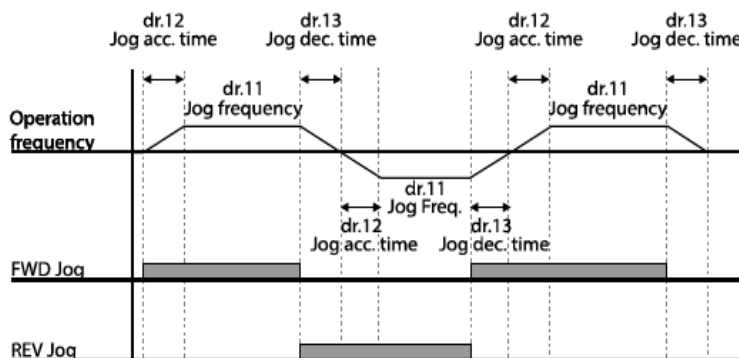 dr.12
Jog acc. time
dr.13
Jog dec. time
dr.12
Jog acc. time
dr.13
Jog dec. time
dr.11
Jog frequency
dr.11
Jog frequency
Operation
frequency
dr.11
Jog Freq.
dr.12
Jog acc. time
dr.13
Jog dec. time
FWD Jog
REV Jog